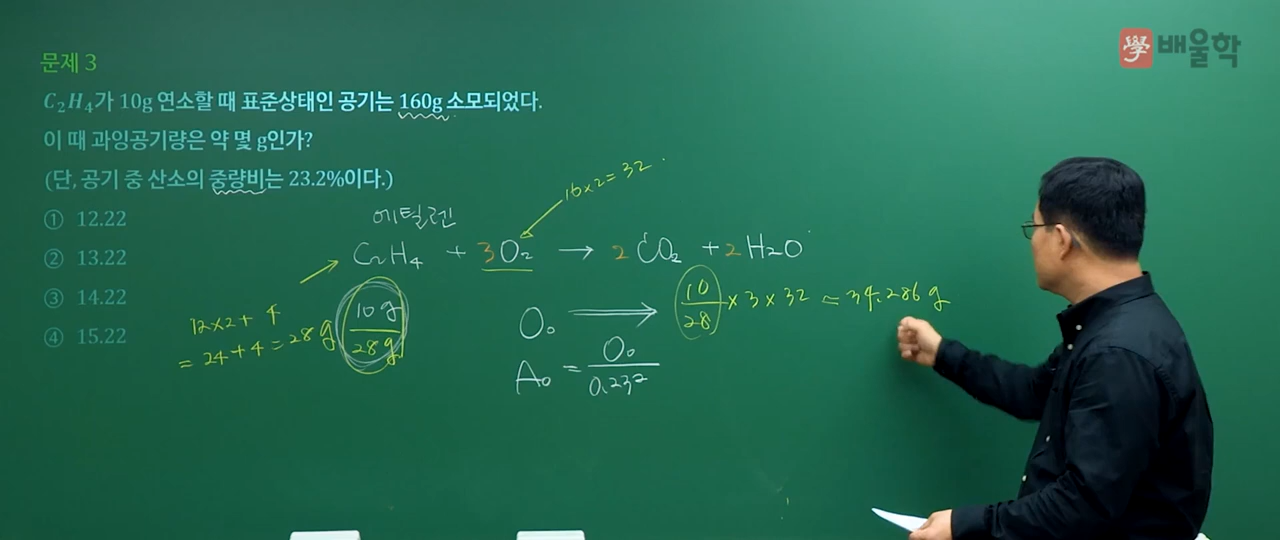 學 배울학
문제 3
C₂H₄가 10g 연소할 때 표준상태인 공기는 160g 소모되었다.
이 때 과잉공기량은 약 몇 g인가?
(단, 공기 중 산소의 중량비는 23.2%이다.)
① 12.22
② 13.22
③ 14.22
④ 15.22
16×2=32
에틸렌
C₂H₄ + 3O₂ → 2CO₂ + 2H₂O
12×2+4
=24+4=28g
10g/28g
O₀ → 10/28 ×3×32 ≈ 34.286g
A₀ = O₀/0.232